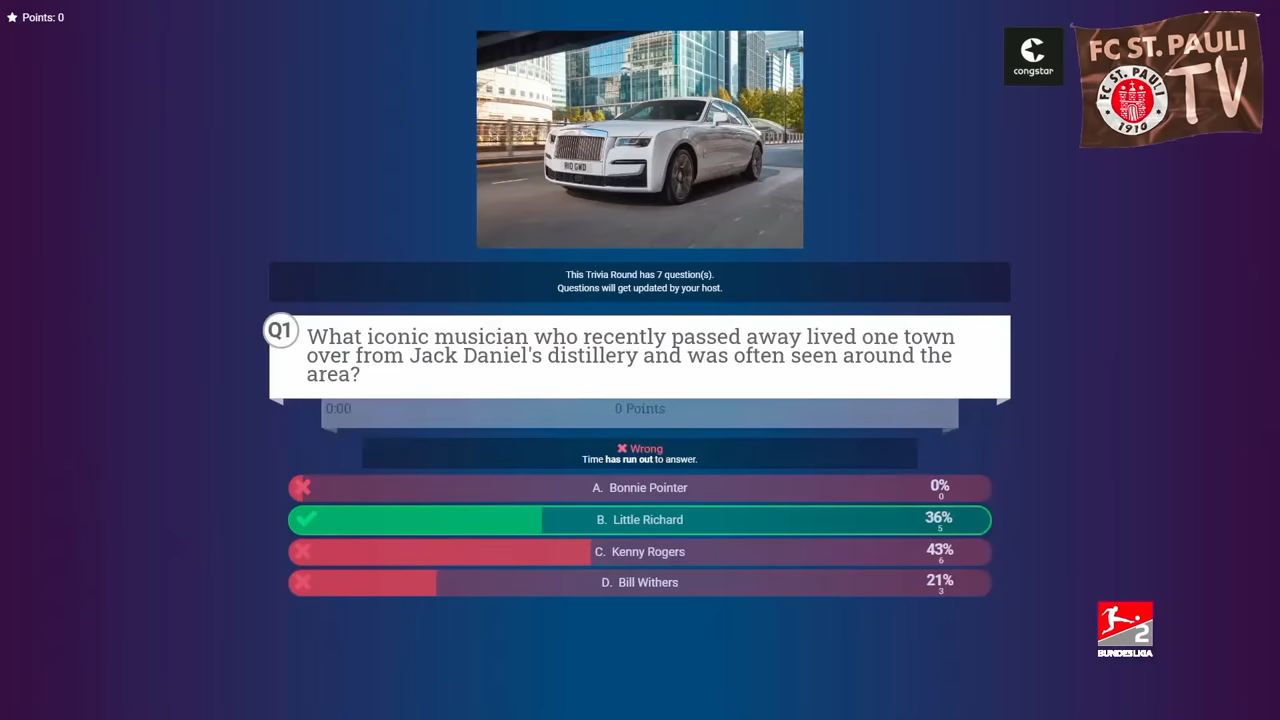 Points: 0
congstar
FC ST. PAULI
TV
FC ST. PAULI
1910
This Trivia Round has 7 question(s).
Questions will get updated by your host.
Q1
What iconic musician who recently passed away lived one town
over from Jack Daniel's distillery and was often seen around the
area?
0:00 0 Points
Wrong
Time has run out to answer.
A. Bonnie Pointer 0%
0
B. Little Richard 36%
5
C. Kenny Rogers 43%
6
D. Bill Withers 21%
3
2
BUNDESLIGA